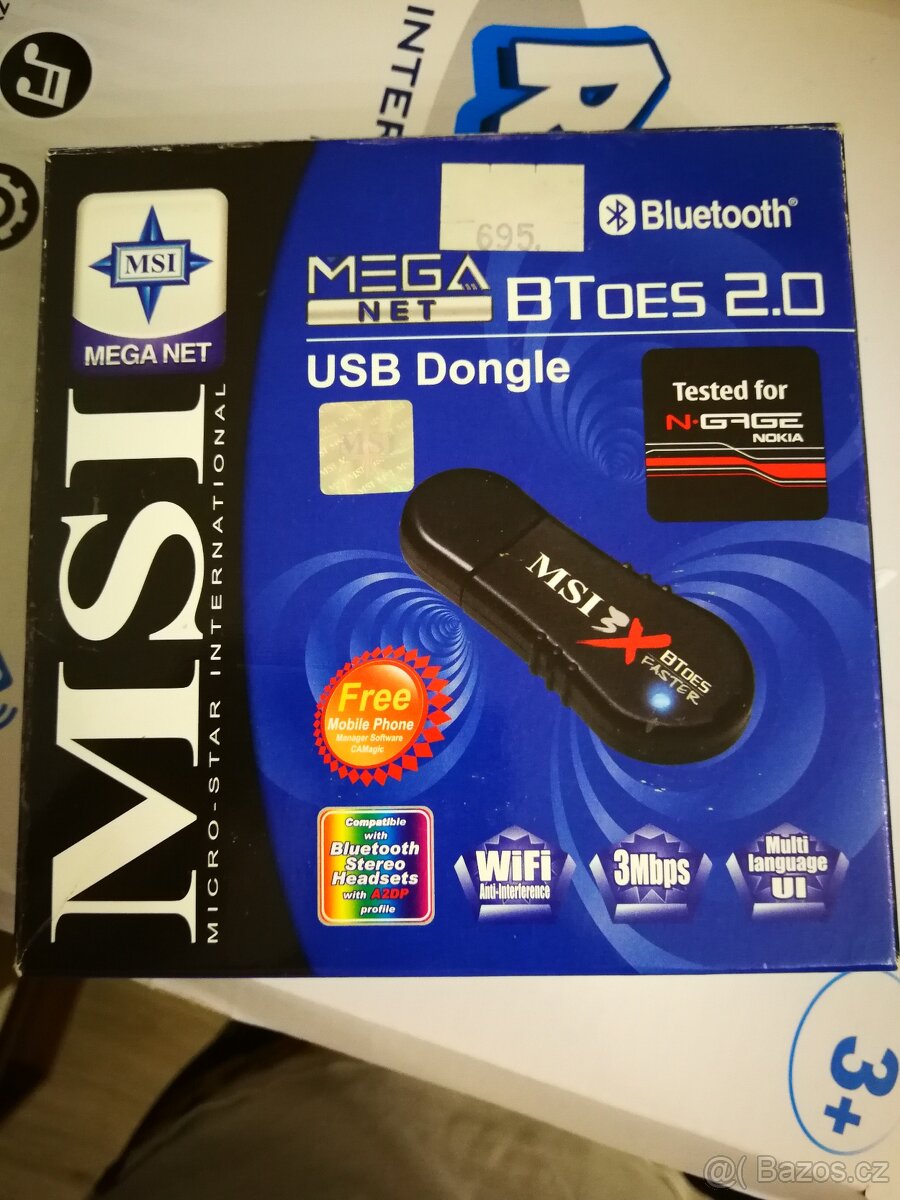 INTER
R
695.
Bluetooth®
MSI
MEGA NET
MEGA
NET
BTOES 2.0
USB Dongle
MSI
MICRO-STAR INTERNATIONAL
MSI
Tested for
N·GAGE
NOKIA
MSI 3X
BTOES
FASTER
Free
Mobile Phone
Manager Software
CAMagic
Compatible
with
Bluetooth
Stereo
Headsets
with A2DP
profile
WiFi
Anti-Interference
3Mbps
Multi
language
UI
3+
@( Bazos.cz